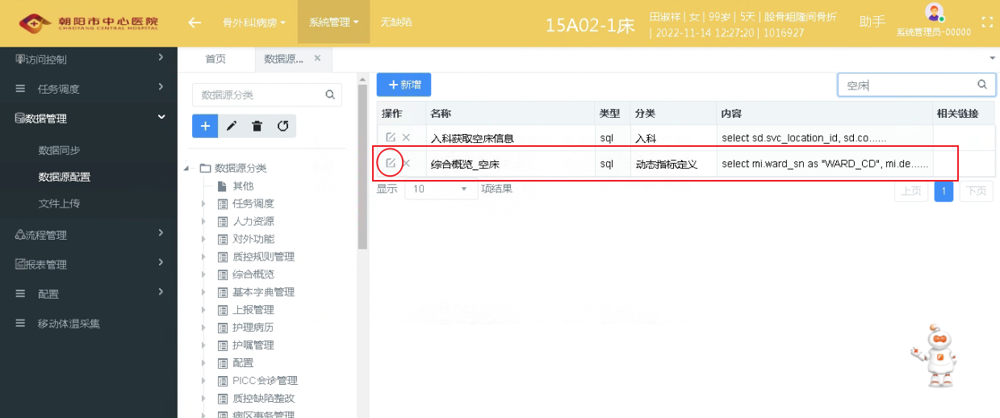 朝阳市中心医院
CHAOYANG CENTRAL HOSPITAL
骨外科I病房
系统管理
无缺陷
15A02-1床
田淑祥 | 女 | 99岁 | 5天 | 股骨粗隆间骨折
| 2022-11-14 12:27:20 | 1016927
助手
系统管理员-00000
访问控制
任务调度
数据管理
数据同步
数据源配置
文件上传
流程管理
报表管理
配置
移动体温采集
首页
数据源...
数据源分类
数据源分类
其他
任务调度
人力资源
对外功能
质控规则管理
综合概览
基本字典管理
上报管理
护理病历
护嘱管理
配置
PICC会诊管理
质控缺陷整改
病区事务管理
新增
空床
操作 名称 类型 分类 内容 相关链接
入科获取空床信息 sql 入科 select sd.svc_location_id, sd.co......
综合概览_空床 sql 动态指标定义 select mi.ward_sn as "WARD_CD", mi.de......
显示 10 项结果
上页 1 下页